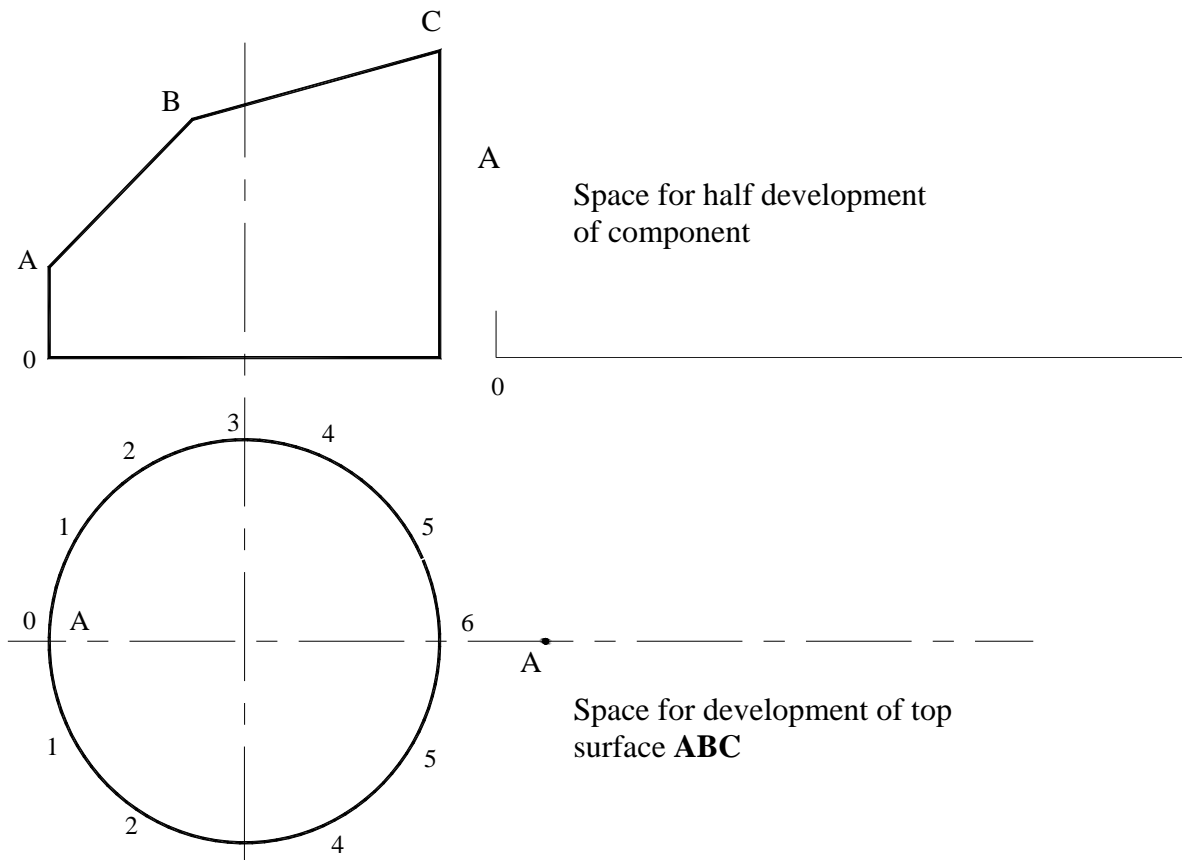 C
B
A
Space for half development
of component
A
0
0
3
4
2
1
5
0 A
6
A
Space for development of top
surface ABC
1
5
2
4